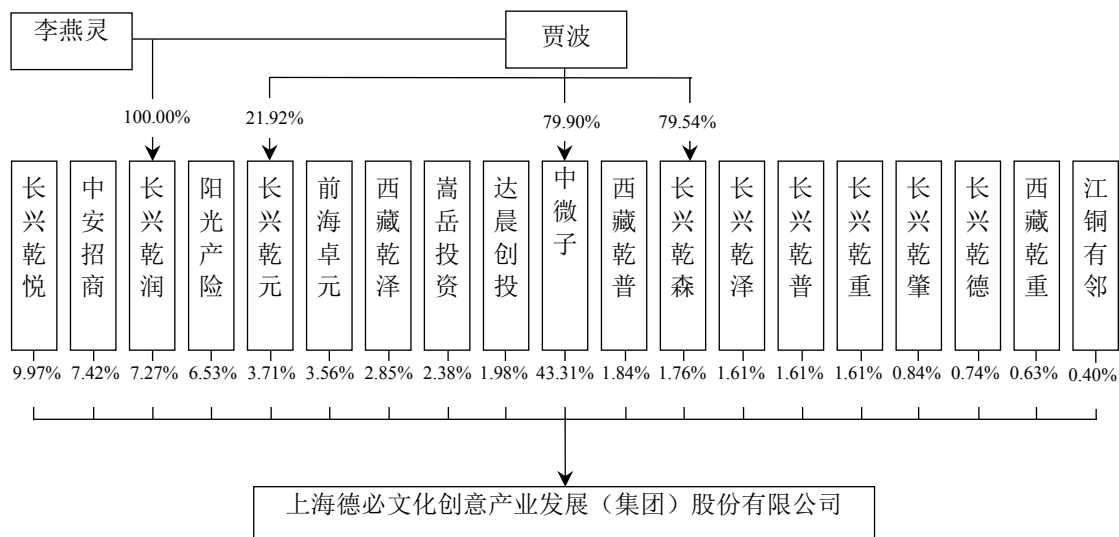 李燕灵
贾波
100.00%
21.92%
79.90%
79.54%
长兴乾悦
中安招商
长兴乾润
阳光产险
长兴乾元
前海卓元
西藏乾泽
嵩岳投资
达晨创投
中微子
西藏乾普
长兴乾森
长兴乾泽
长兴乾普
长兴乾重
长兴乾肇
长兴乾德
西藏乾重
江铜有邻
9.97%
7.42%
7.27%
6.53%
3.71%
3.56%
2.85%
2.38%
1.98%
43.31%
1.84%
1.76%
1.61%
1.61%
1.61%
0.84%
0.74%
0.63%
0.40%
上海德必文化创意产业发展（集团）股份有限公司